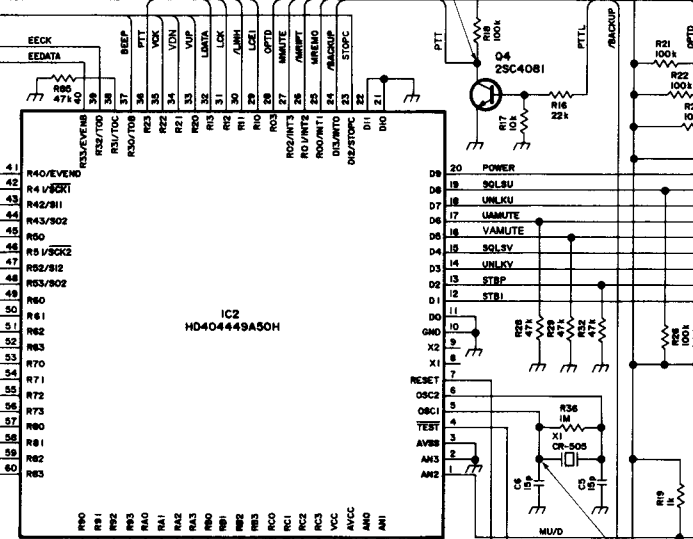 EECK
EEDATA
R85
47k
BEEP
PTT
VCK
VDN
VUP
LDATA
LCK
/LINH
LCE1
OPTD
MMUTE
/MRPT
MREMO
/BACKUP
STOPC
40
39
38
37
36
35
34
33
32
31
30
29
28
27
26
25
24
23
22
21
R33/EVENB
R32/TOD
R31/TOC
R30/TOB
R23
R22
R21
R20
R13
R12
R11
R10
R03
R02/INT3
R01/INT2
R00/INT1
D13/INT0
D12/STOPC
D11
D10
PTT
R18
100k
Q4
2SC4081
R17
10k
R16
22k
PTTL
/BACKUP
R21
100k
R22
100k
OPTD
41 R40/EVEND
42 R41/SCK1
43 R42/SI1
44 R43/SO2
45 R50
46 R51/SCK2
47 R52/SI2
48 R53/SO2
49 R60
50 R61
51 R62
52 R63
53 R70
54 R71
55 R72
56 R73
57 R80
58 R81
59 R82
60 R83
IC2
HD404449A50H
D9 20 POWER
D8 19 SQLSU
D7 18 UNLKU
D6 17 UAMUTE
D5 16 VAMUTE
D4 15 SQLSV
D3 14 UNLKV
D2 13 STBP
D1 12 STB1
D0 11
GND 10
X2 9
X1 8
RESET 7
OSC2 6
OSC1 5
TEST 4
AVSS 3
AN3 2
AN2 1
R28
47k
R29
47k
R32
47k
R26
100k
R36
1M
X1
CR-505
C6
15p
C5
15p
R19
1k
MU/D
R90
R91
R92
R93
RA0
RA1
RA2
RA3
RB0
RB1
RB2
RB3
RC0
RC1
RC2
RC3
VCC
AVCC
AN0
AN1